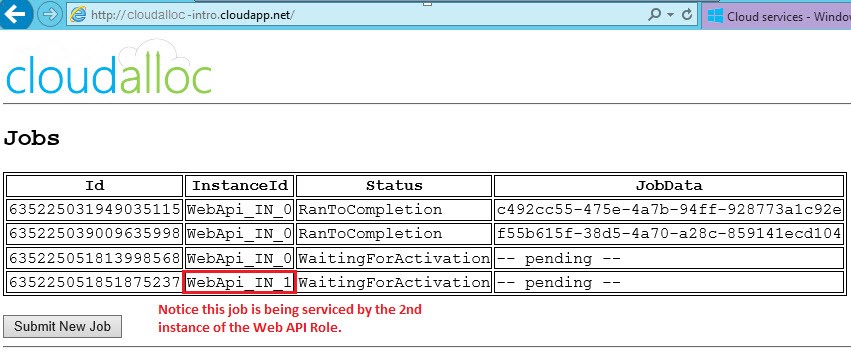 http://cloudalloc-intro.cloudapp.net/
Cloud services - Window
cloudalloc
Jobs
Id InstanceId Status JobData
635225031949035115 WebApi_IN_0 RanToCompletion c492cc55-475e-4a7b-94ff-928773a1c92e
635225039009635998 WebApi_IN_0 RanToCompletion f55b615f-38d5-4a70-a28c-859141ecd104
635225051813998568 WebApi_IN_0 WaitingForActivation -- pending --
635225051851875237 WebApi_IN_1 WaitingForActivation -- pending --
Notice this job is being serviced by the 2nd
instance of the Web API Role.
Submit New Job